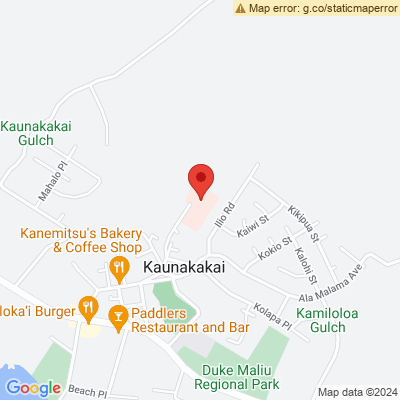 Map error: g.co/staticmaperror
Kaunakakai
Gulch
Mahalo Pl
Kanemitsu's Bakery
& Coffee Shop
Ilio Rd
Kikipua St
Kaiwi St
Kokio St
Kalohi St
Kaunakakai
Ala Malama Ave
loka'i Burger
Paddlers
Restaurant and Bar
Kolapa Pl
Kamiloloa
Gulch
Duke Maliu
Regional Park
Google
Beach Pl
Map data ©2024